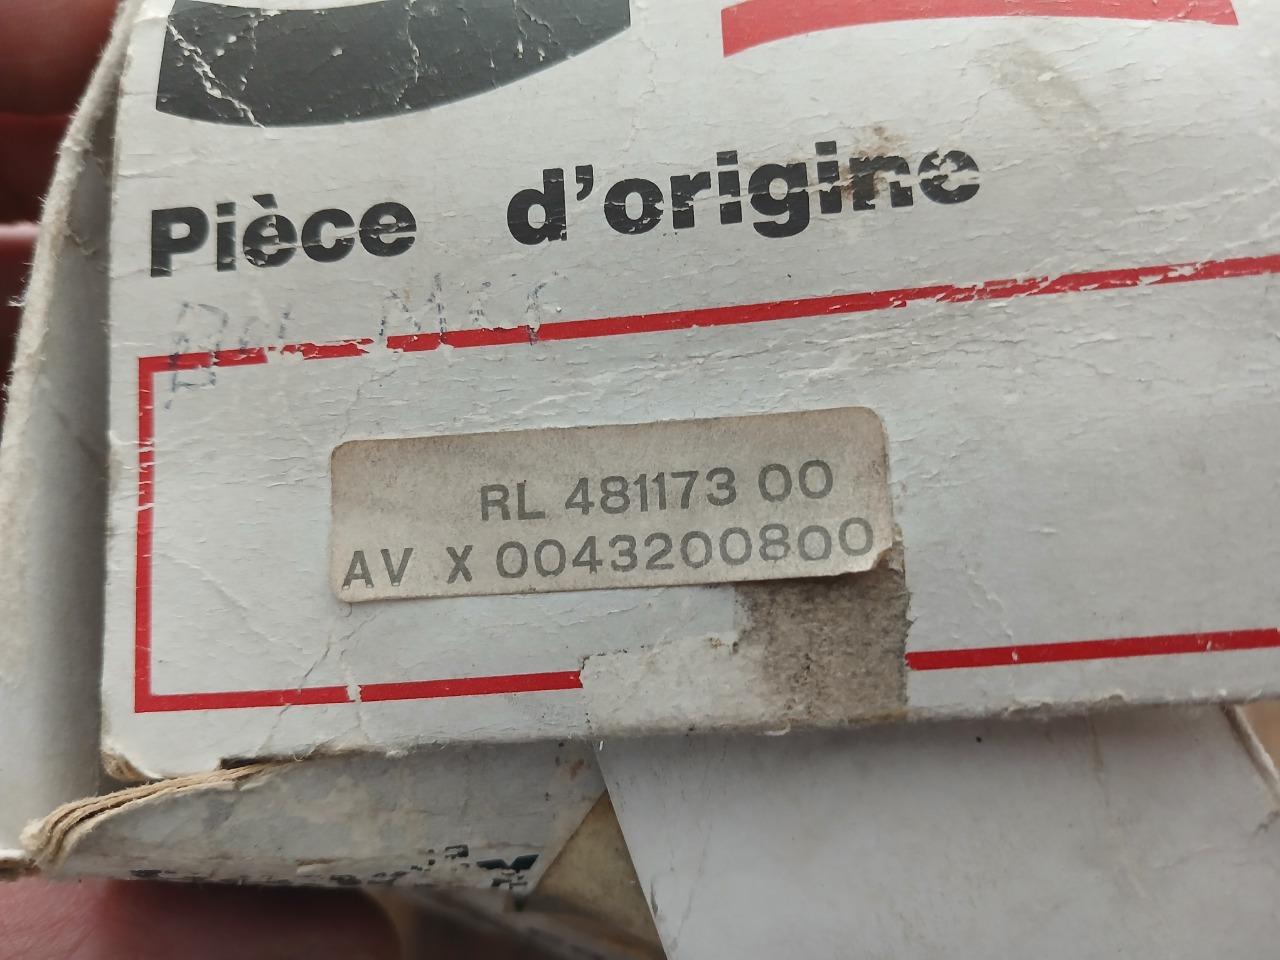 Pièce d'origine
RL 481173 00
AV X 0043200800